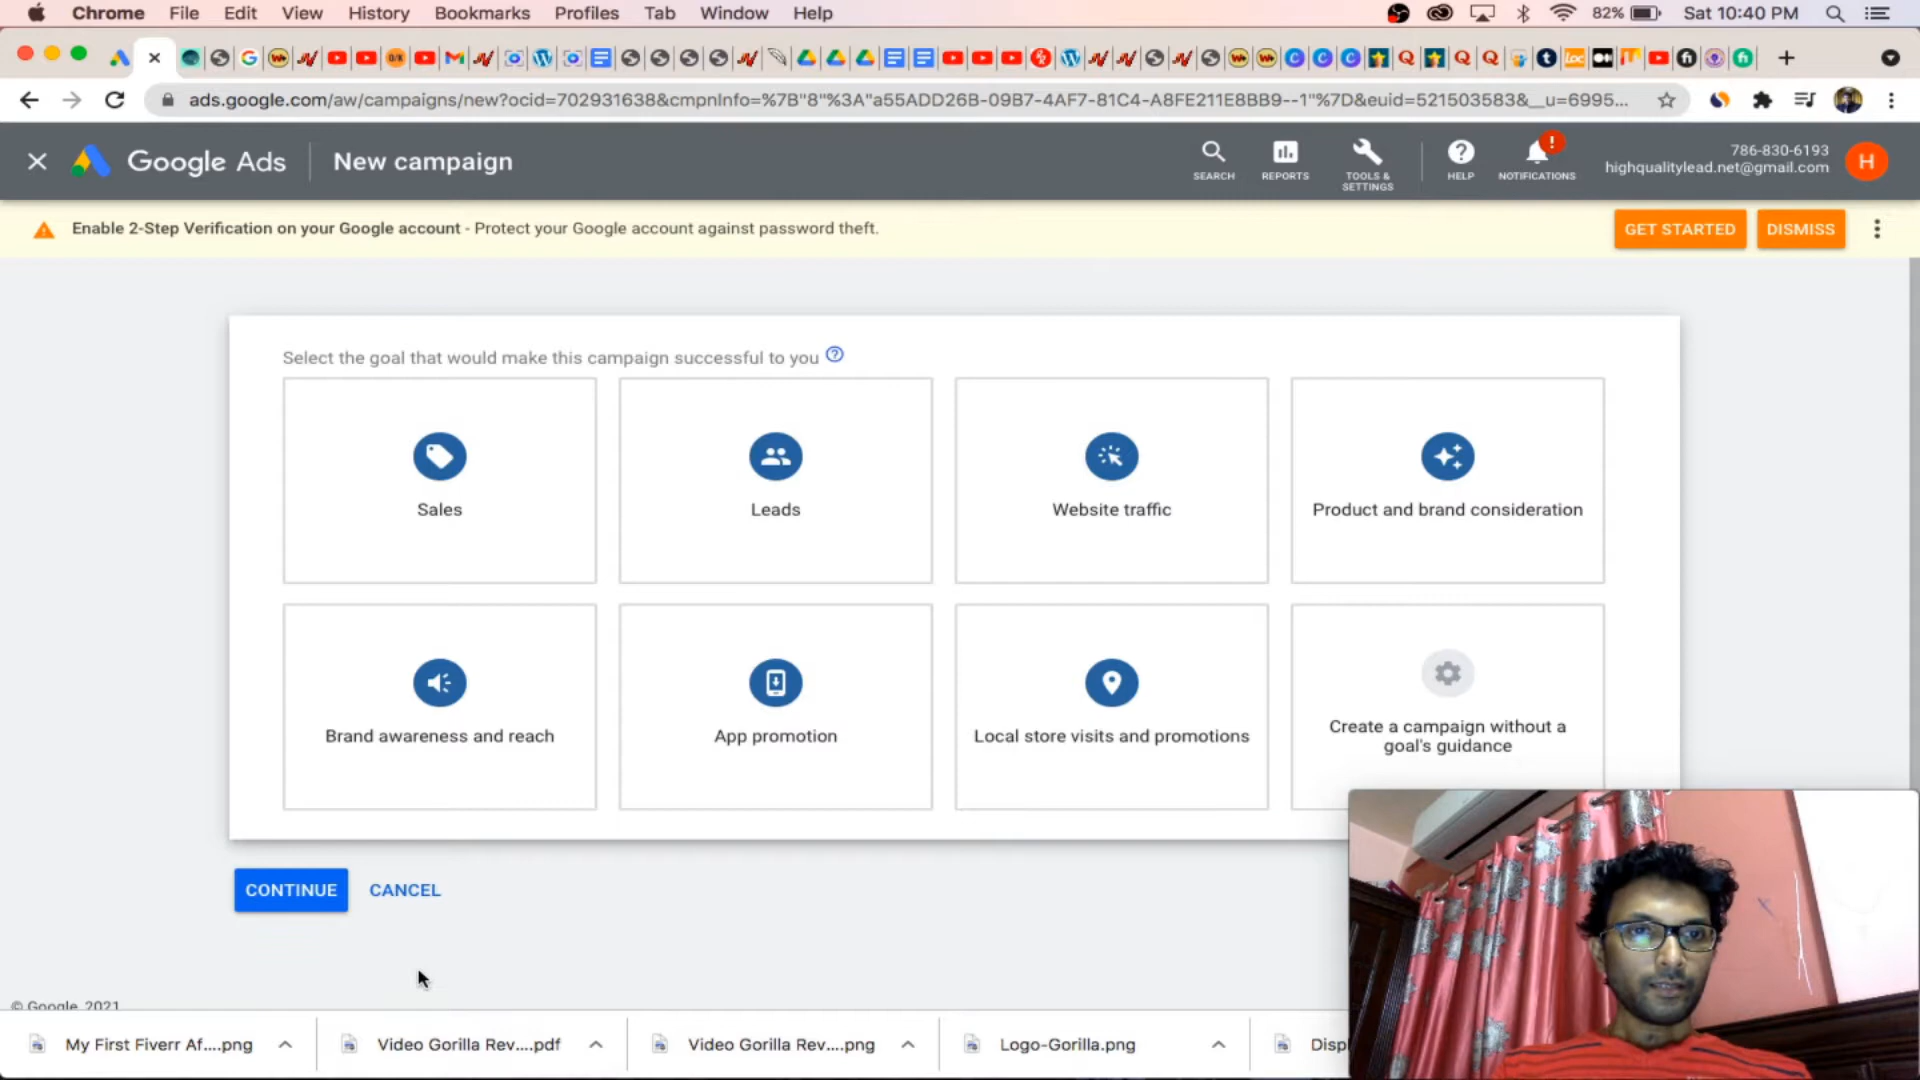 Chrome File Edit View History Bookmarks Profiles Tab Window Help 82% Sat 10:40 PM
ads.google.com/aw/campaigns/new?ocid=702931638&cmpnInfo=%7B"8"%3A"a55ADD26B-09B7-4AF7-81C4-A8FE211E8BB9--1"%7D&euid=521503583&__u=6995...
Google Ads New campaign
SEARCH REPORTS TOOLS & SETTINGS HELP NOTIFICATIONS
786-830-6193
highqualitylead.net@gmail.com H
Enable 2-Step Verification on your Google account - Protect your Google account against password theft. GET STARTED DISMISS
Select the goal that would make this campaign successful to you
Sales Leads Website traffic Product and brand consideration
Brand awareness and reach App promotion Local store visits and promotions Create a campaign without a
goal's guidance
CONTINUE CANCEL
© Google, 2021
My First Fiverr Af....png Video Gorilla Rev....pdf Video Gorilla Rev....png Logo-Gorilla.png Disp